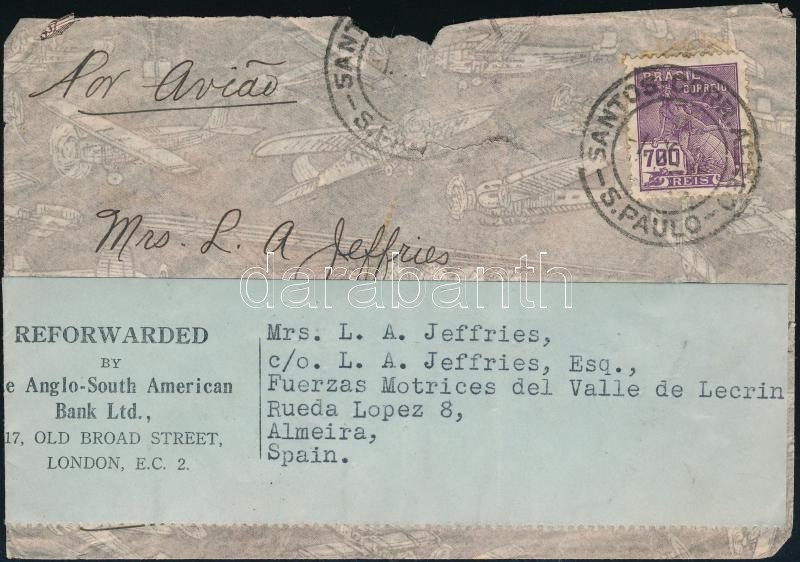 Por Avião
SANT
S.P
BRASIL
CORREIO
700
REIS
SANTOS
S. PAULO
Mrs. L. A Jeffries
darabanth
REFORWARDED
BY
e Anglo-South American
Bank Ltd.,
17, OLD BROAD STREET,
LONDON, E.C. 2.
Mrs. L. A. Jeffries,
c/o. L. A. Jeffries, Esq.,
Fuerzas Motrices del Valle de Lecrin
Rueda Lopez 8,
Almeira,
Spain.